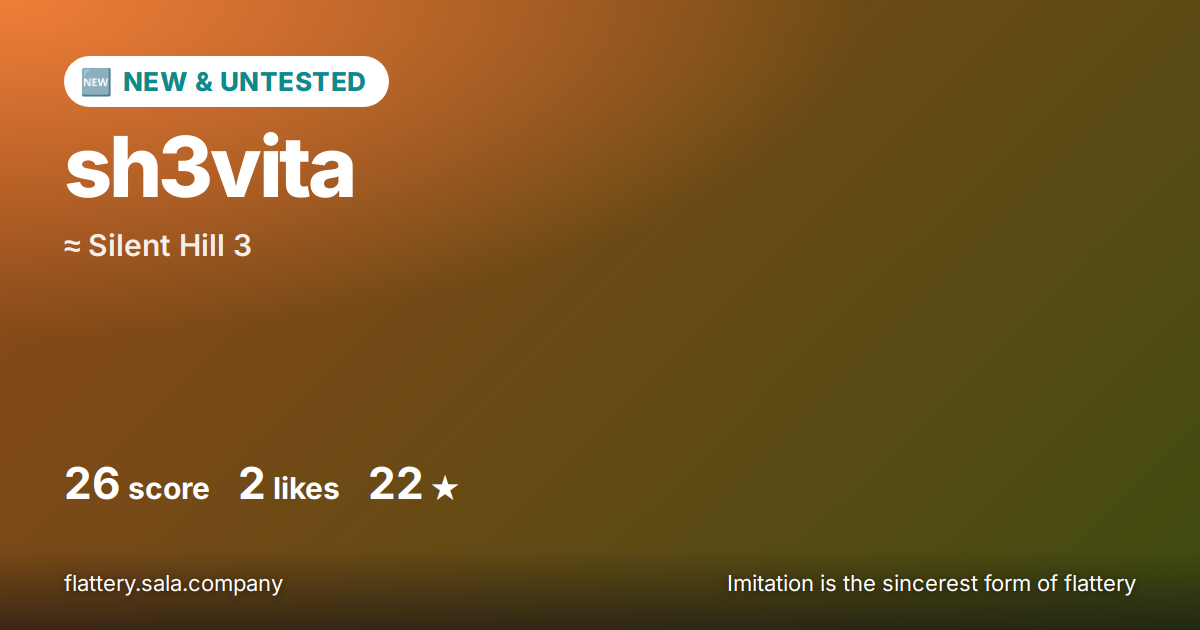 🆕 NEW & UNTESTED
sh3vita
≈ Silent Hill 3
26 score 2 likes 22 ★
flattery.sala.company
Imitation is the sincerest form of flattery